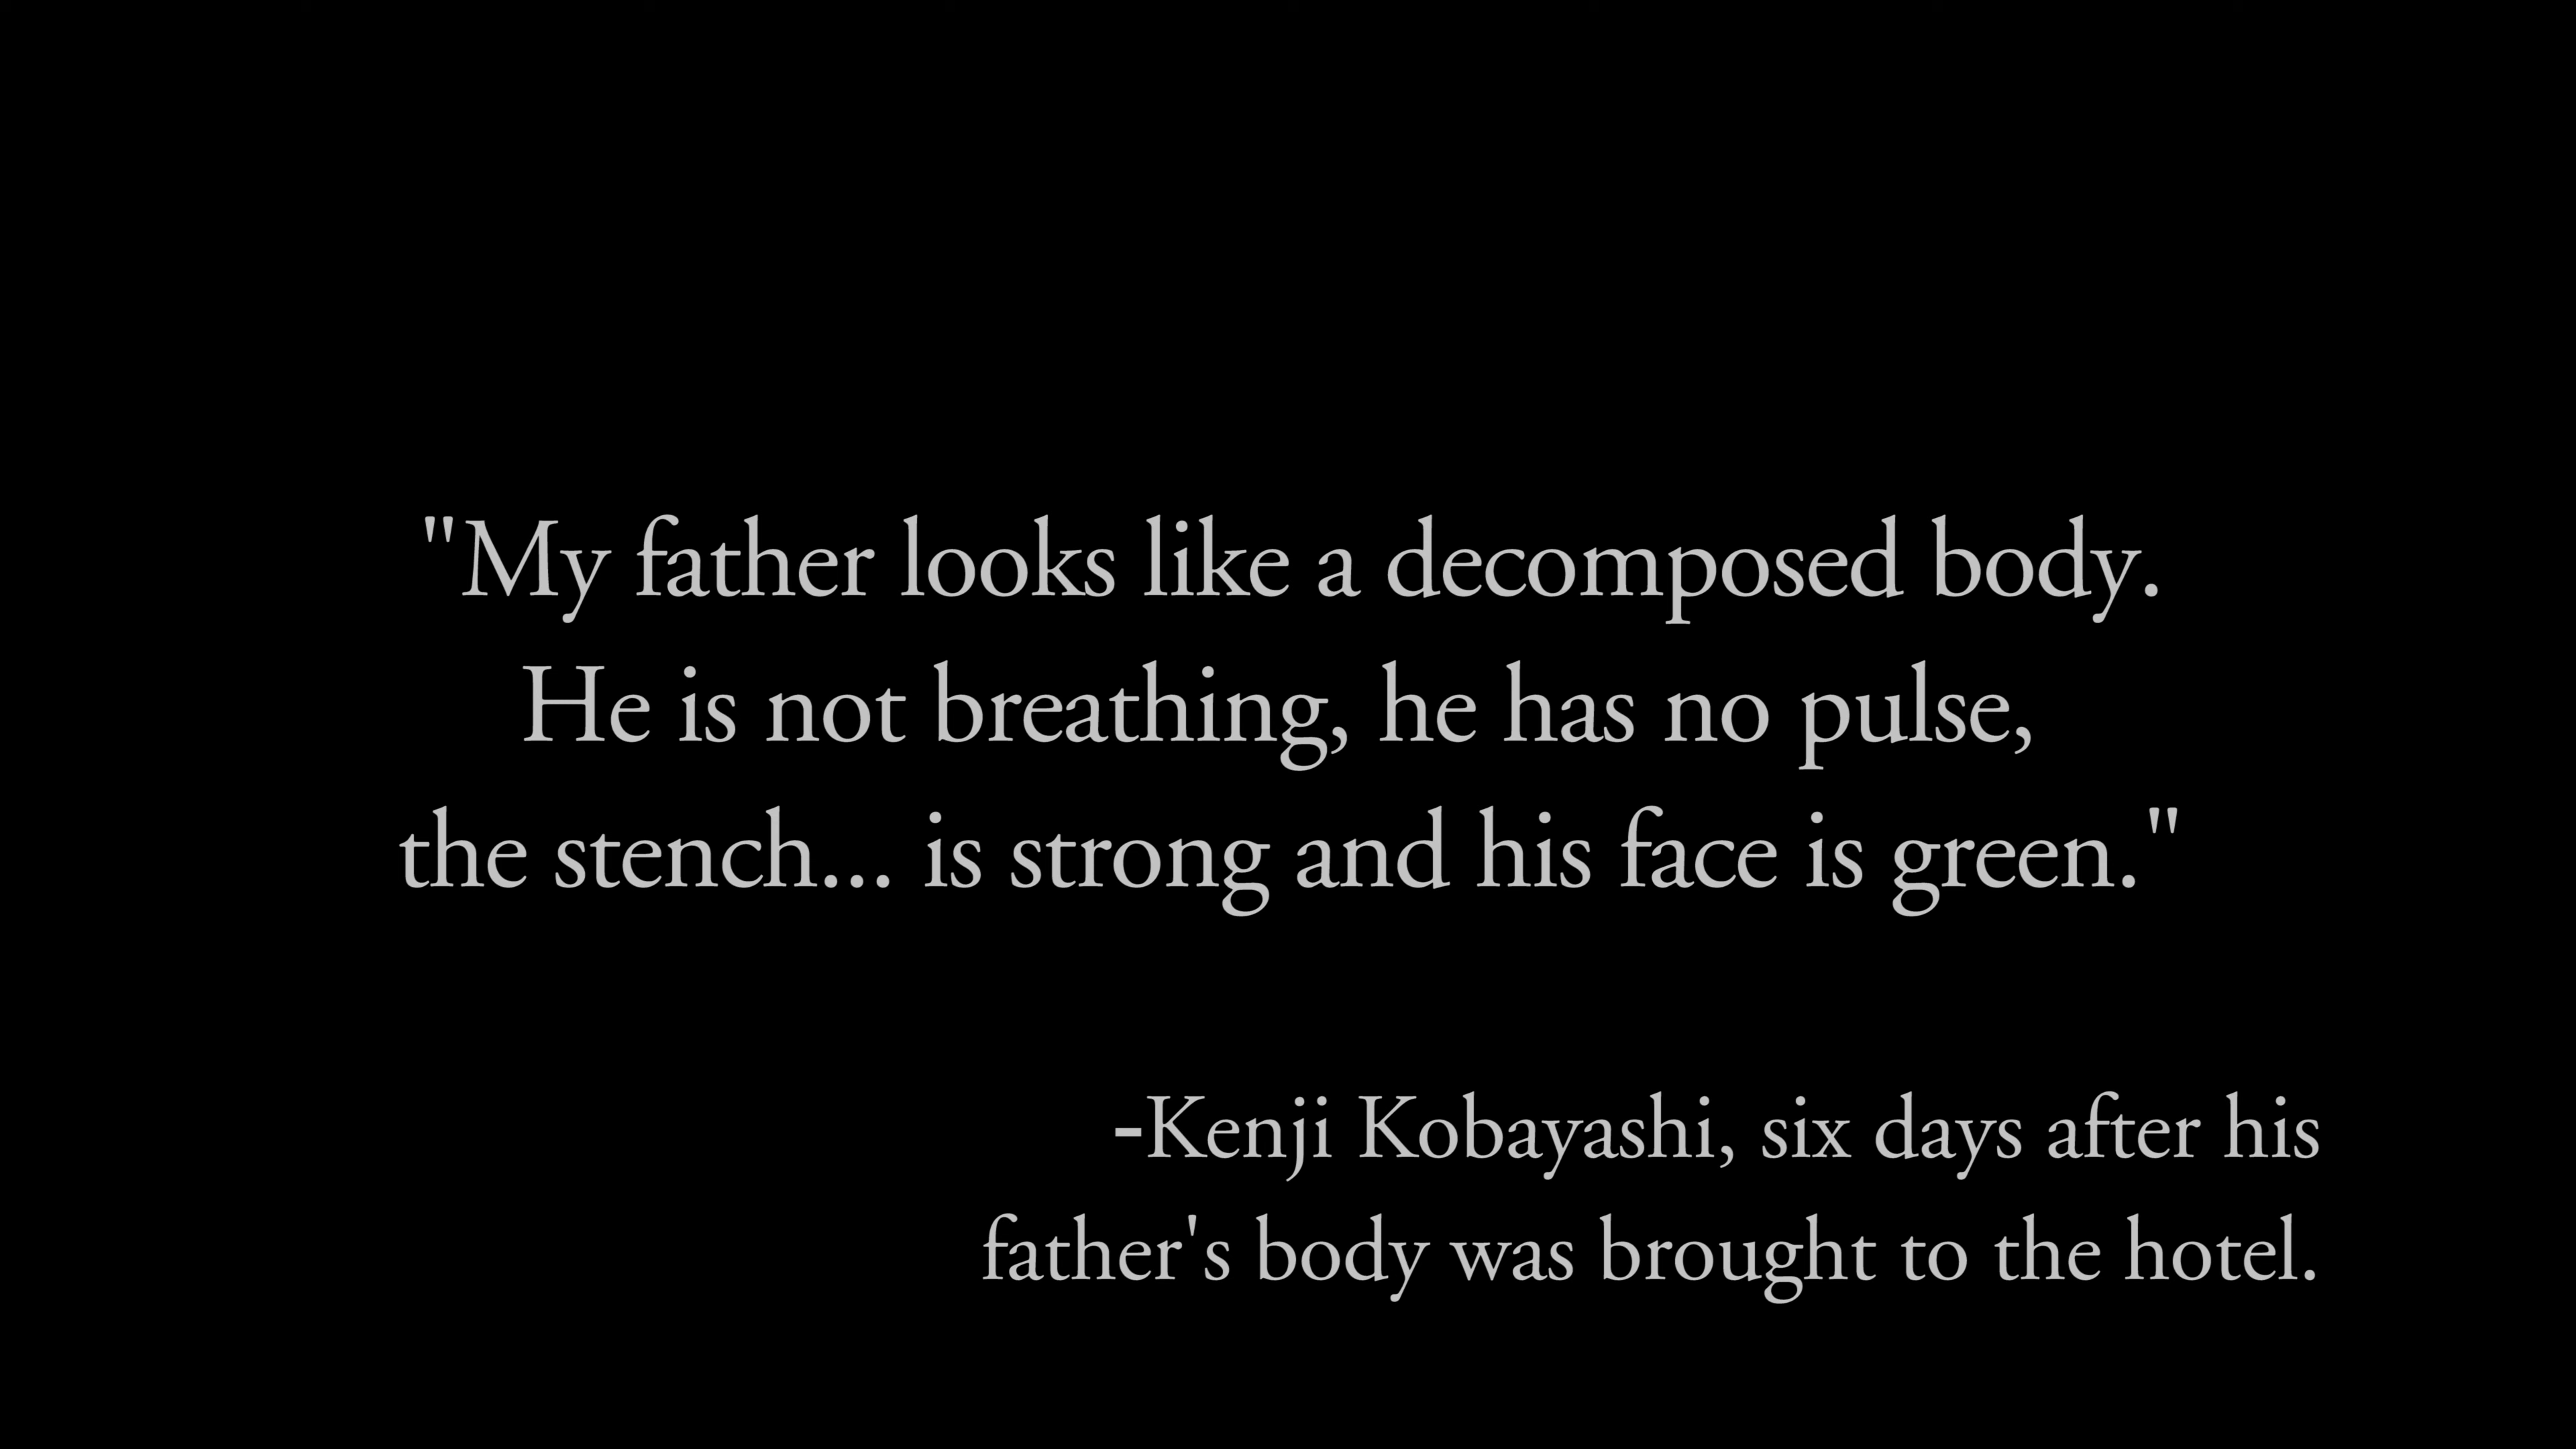 "My father looks like a decomposed body.
He is not breathing, he has no pulse,
the stench... is strong and his face is green."
-Kenji Kobayashi, six days after his
father's body was brought to the hotel.